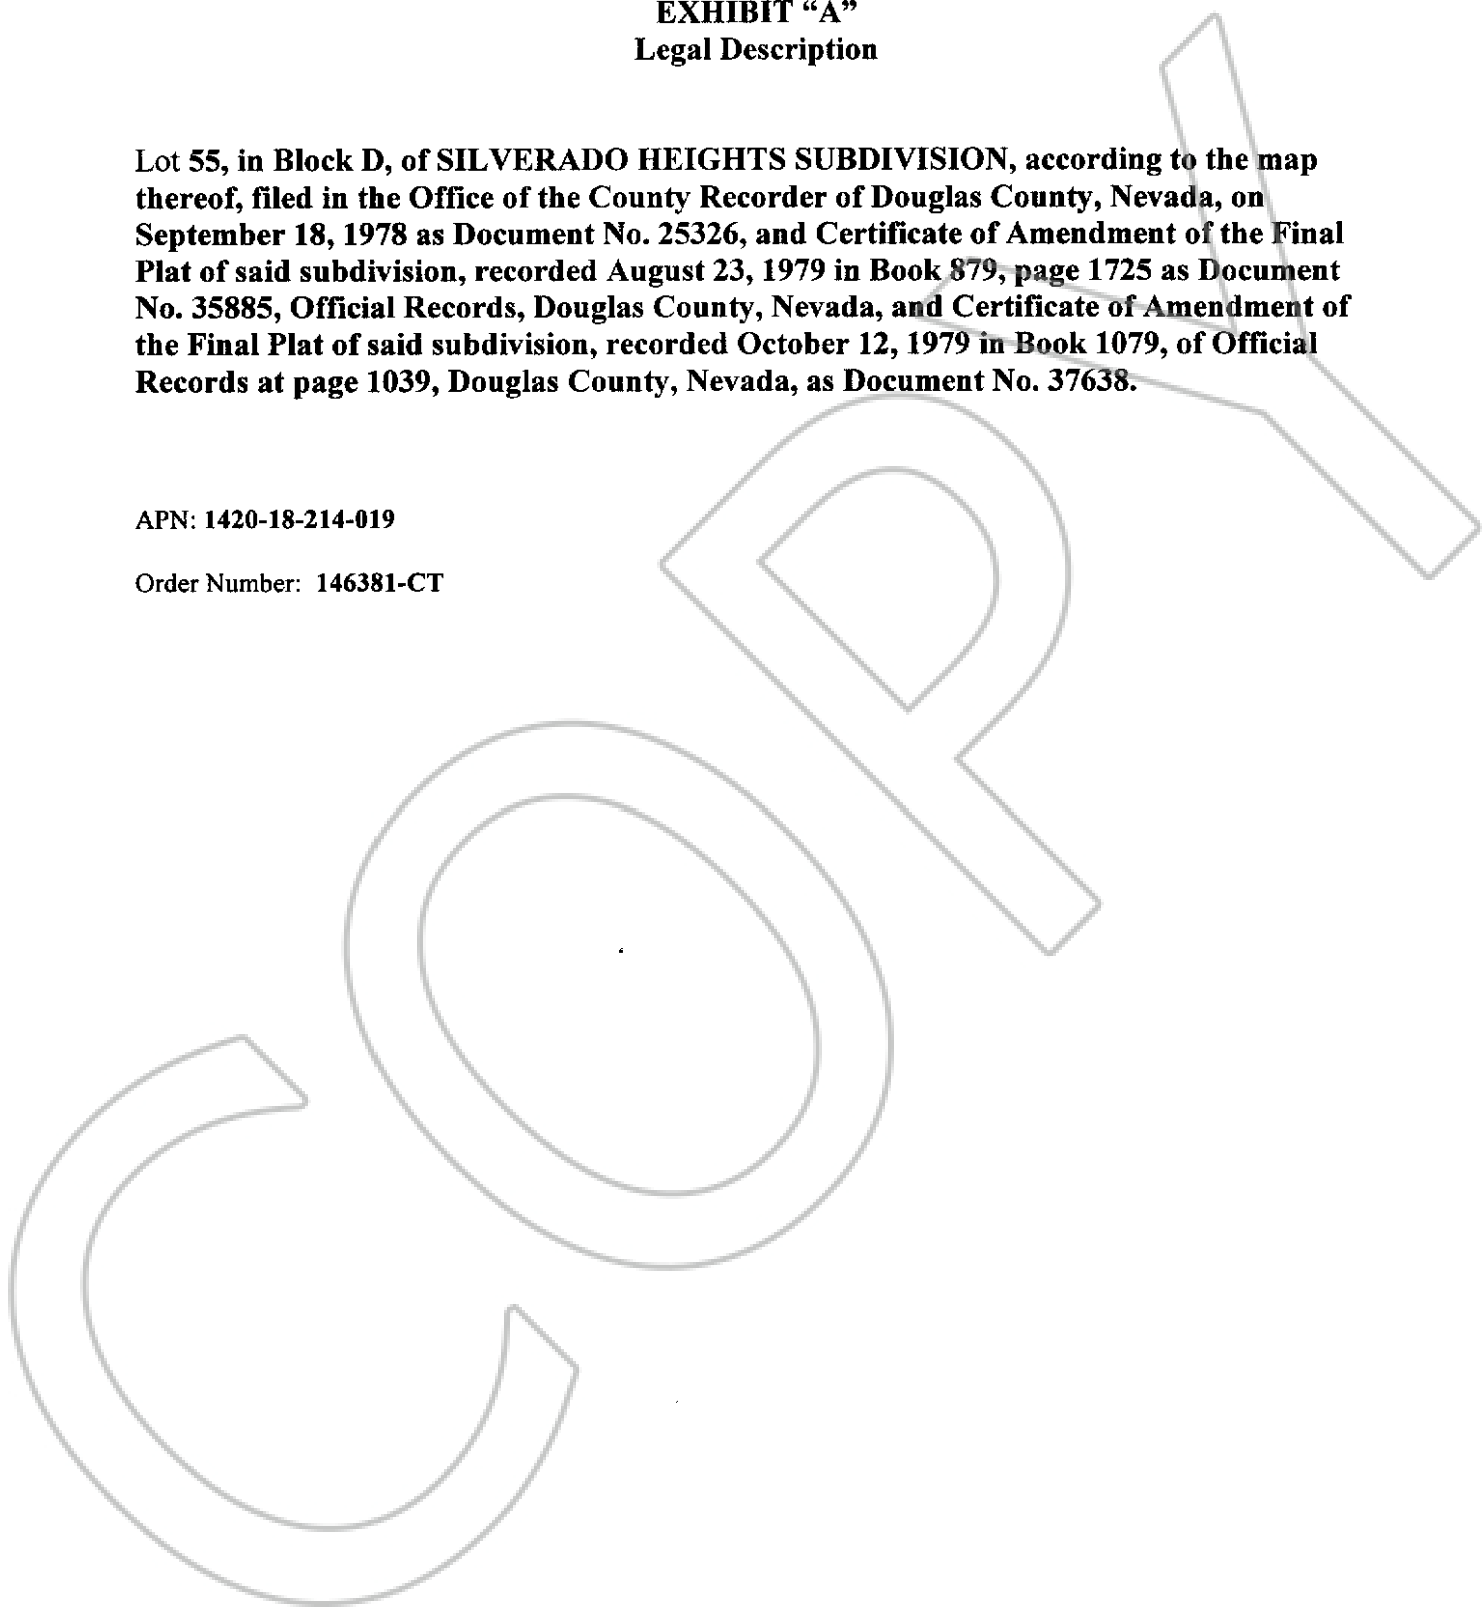 EXHIBIT “A”
Legal Description
Lot 55, in Block D, of SILVERADO HEIGHTS SUBDIVISION, according to the map
thereof, filed in the Office of the County Recorder of Douglas County, Nevada, on
September 18, 1978 as Document No. 25326, and Certificate of Amendment of the Final
Plat of said subdivision, recorded August 23, 1979 in Book 879, page 1725 as Document
No. 35885, Official Records, Douglas County, Nevada, and Certificate of Amendment of
the Final Plat of said subdivision, recorded October 12, 1979 in Book 1079, of Official
Records at page 1039, Douglas County, Nevada, as Document No. 37638.
APN: 1420-18-214-019
Order Number: 146381-CT
COPY